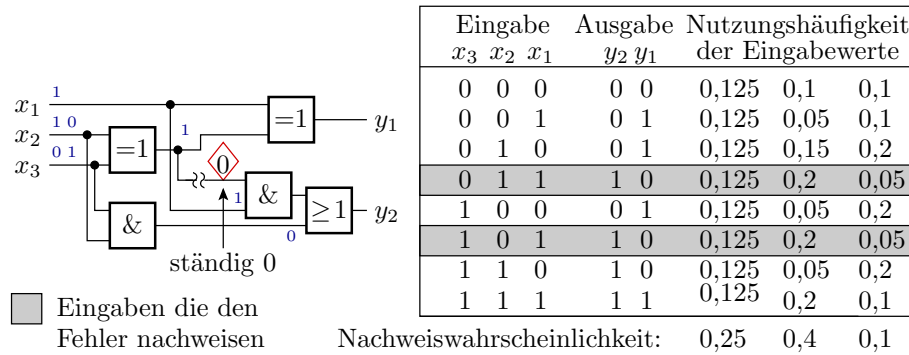 Eingabe Ausgabe Nutzungshäufigkeit
x₃ x₂ x₁ y₂ y₁ der Eingabewerte
0 0 0 0 0 0,125 0,1 0,1
0 0 1 0 1 0,125 0,05 0,1
0 1 0 0 1 0,125 0,15 0,2
0 1 1 1 0 0,125 0,2 0,05
1 0 0 0 1 0,125 0,05 0,2
1 0 1 1 0 0,125 0,2 0,05
1 1 0 1 0 0,125 0,05 0,2
1 1 1 1 1 0,125 0,2 0,1
Nachweiswahrscheinlichkeit: 0,25 0,4 0,1
x₁ 1 =1 y₁
x₂ 1 0 =1 1
x₃ 0 1 0
1 & ≥1 y₂
& 0
ständig 0
Eingaben die den
Fehler nachweisen